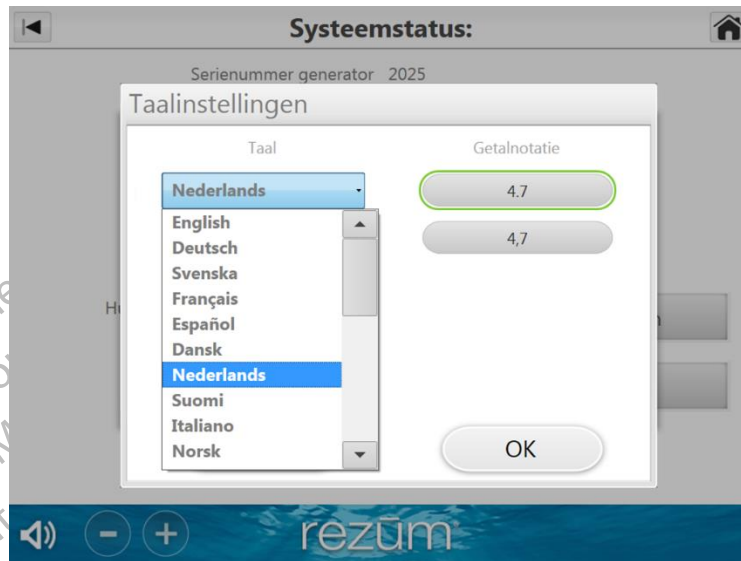 Systeemstatus:
Serienummer generator 2025
Taalinstellingen
Taal
Getalnotatie
Nederlands
4.7
English
4,7
Deutsch
Svenska
Français
Español
Dansk
Nederlands
Suomi
Italiano
Norsk
OK
rezūm